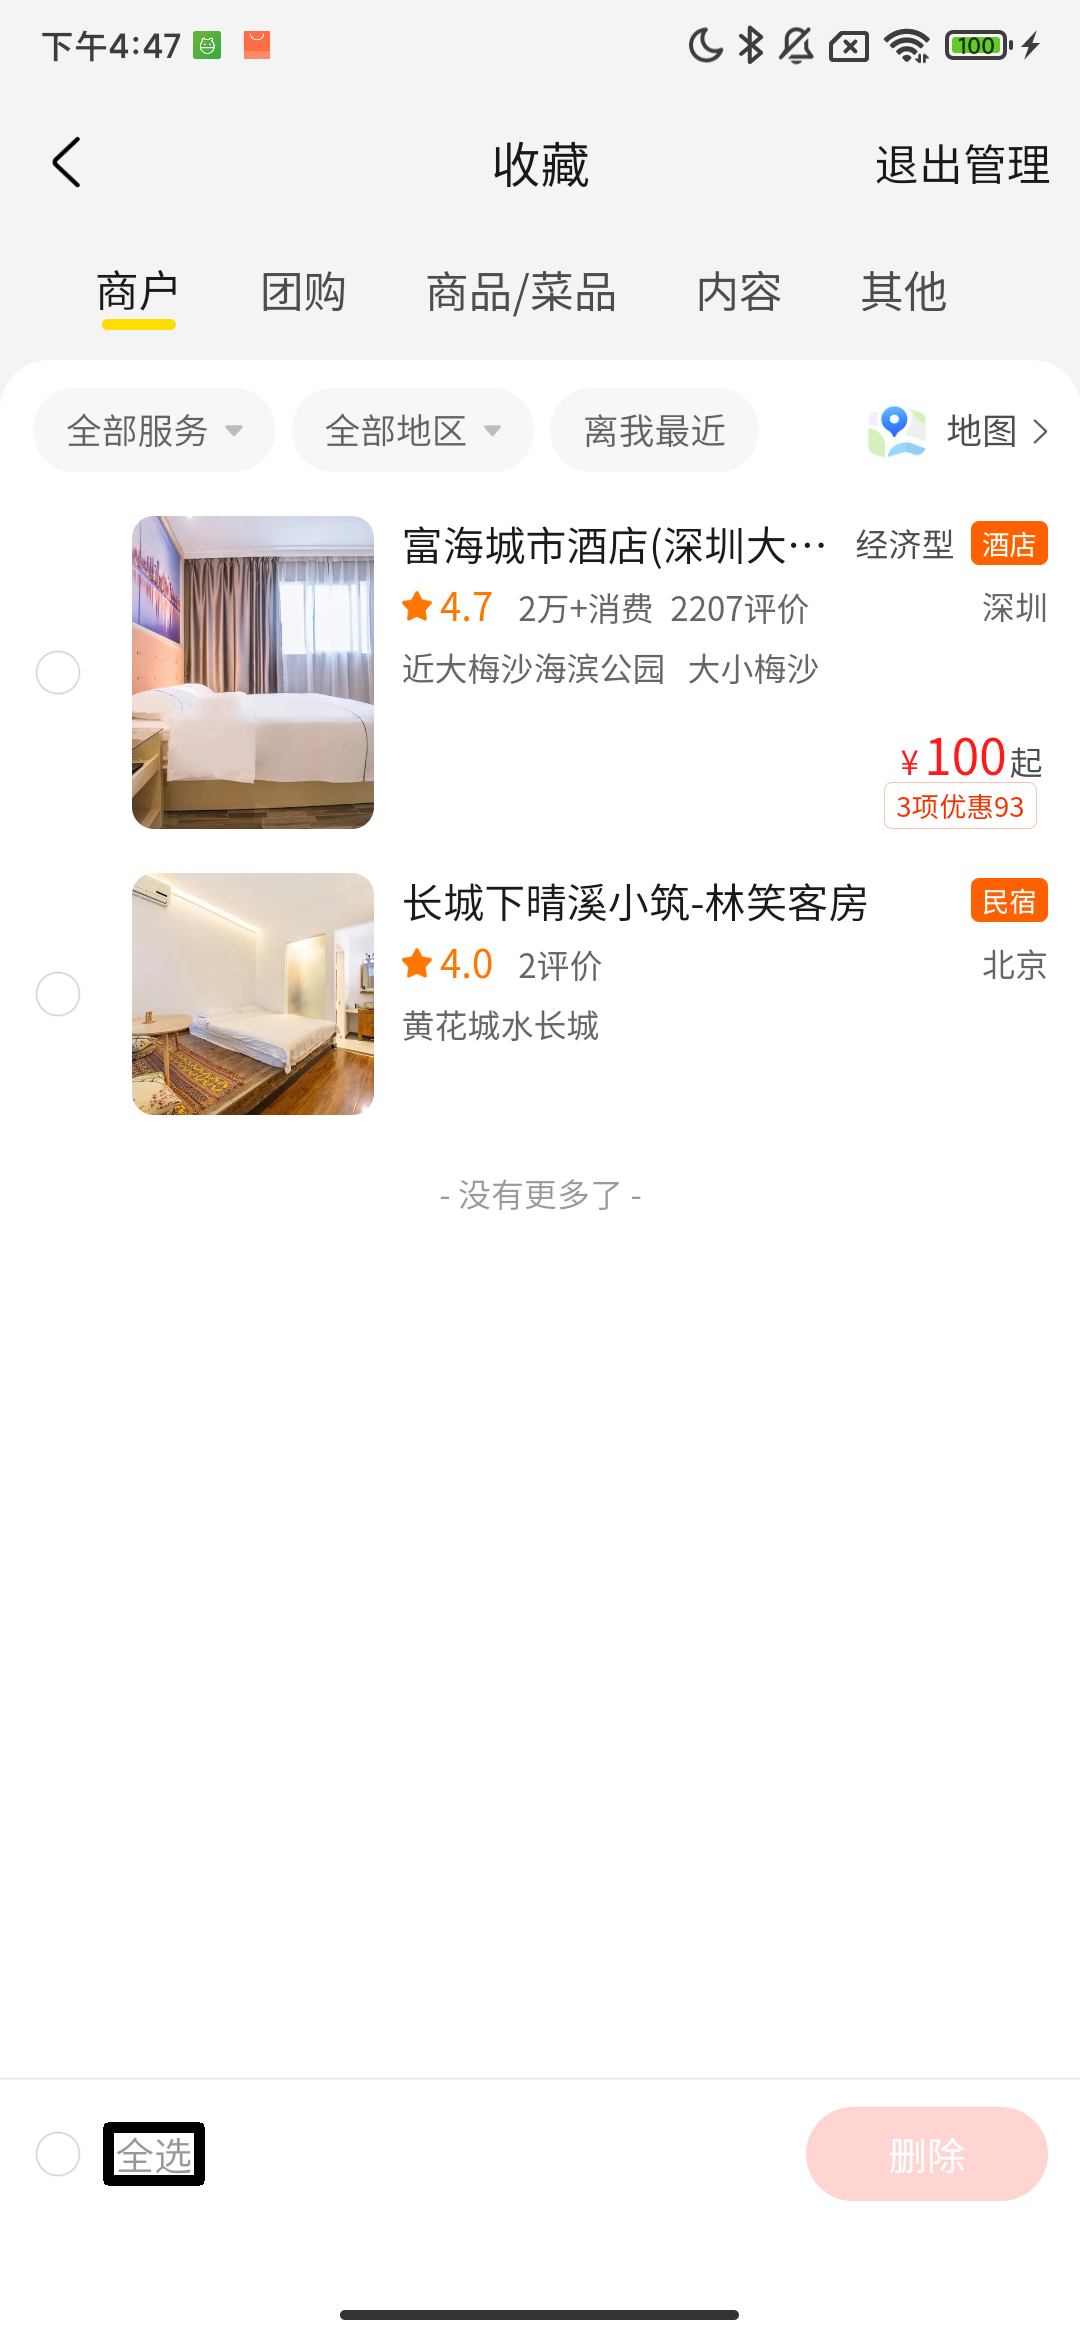 下午4:47
100
收藏
退出管理
商户
团购
商品/菜品
内容
其他
全部服务
全部地区
离我最近
地图
富海城市酒店(深圳大…
经济型
酒店
4.7
2万+消费
2207评价
深圳
近大梅沙海滨公园
大小梅沙
¥100起
3项优惠93
长城下晴溪小筑-林笑客房
民宿
4.0
2评价
北京
黄花城水长城
- 没有更多了 -
全选
删除